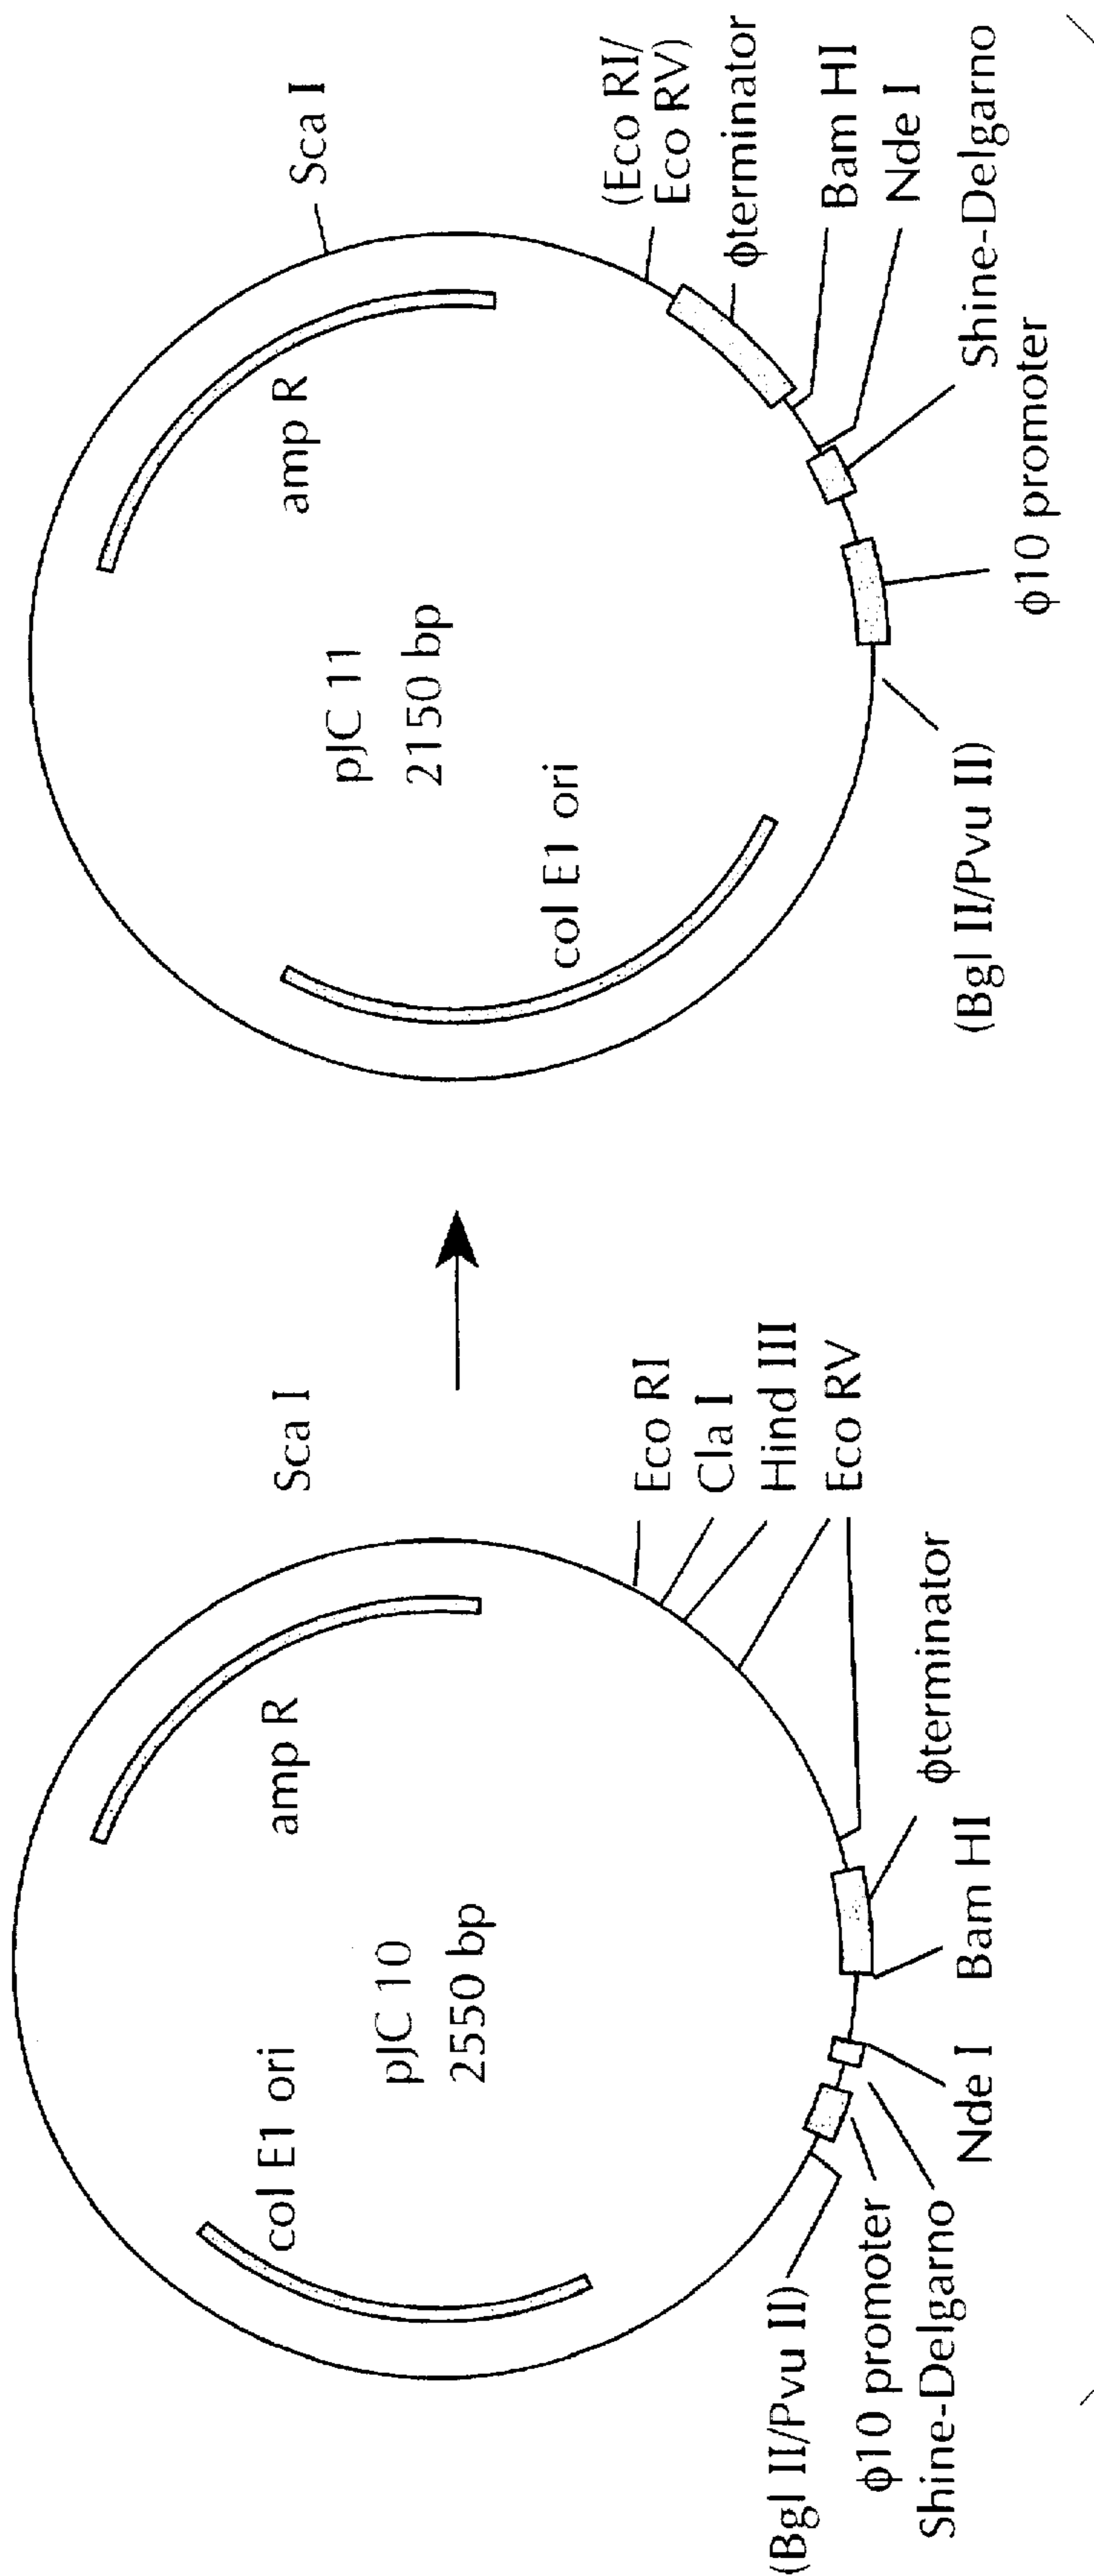 col E1 ori
amp R
pJC 10
2550 bp
Sca I
Eco RI
Cla I
Hind III
Eco RV
φterminator
Bam HI
Nde I
(Bgl II/Pvu II)
φ10 promoter
Shine-Delgarno
pJC 11
2150 bp
amp R
col E1 ori
Sca I
(Eco RI/
Eco RV)
φterminator
Bam HI
Nde I
Shine-Delgarno
φ10 promoter
(Bgl II/Pvu II)